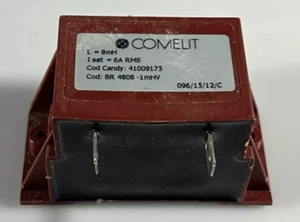 COMELIT
L = 8mH
I sat = 6A RMS
Cod Candy: 41009175
Cod: BR 4808 -1mHV
096/15/12/C